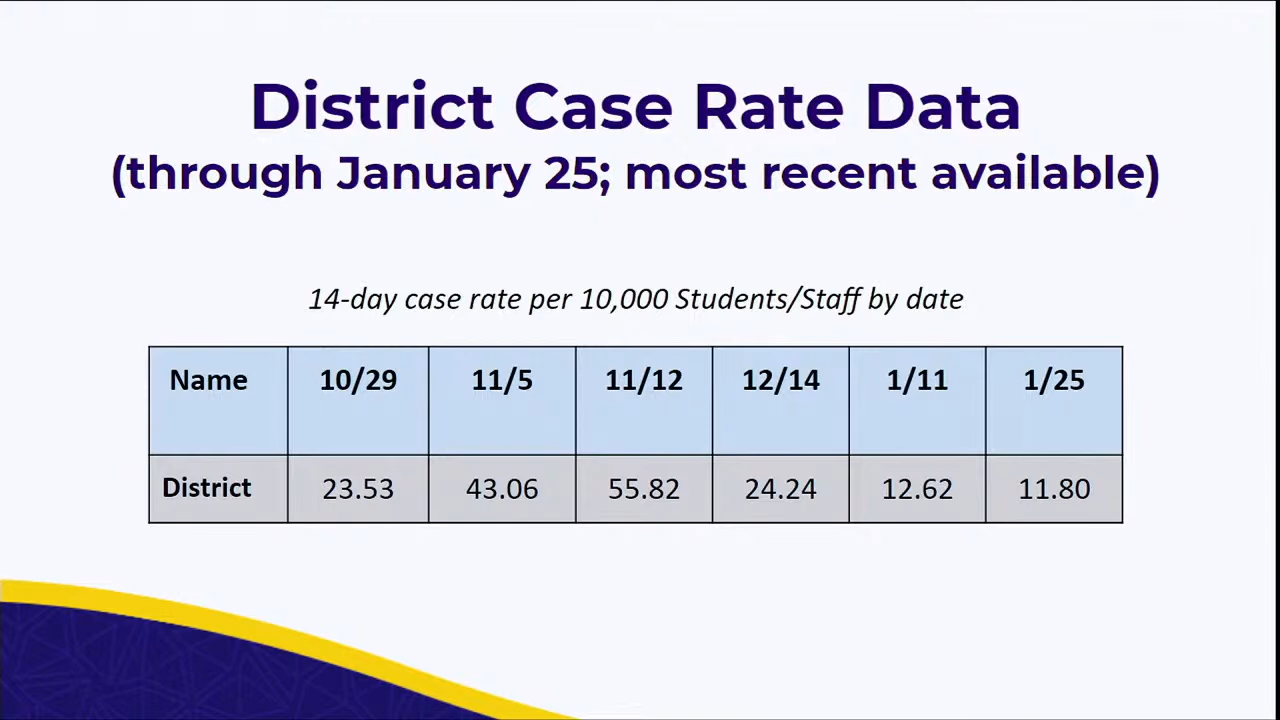 District Case Rate Data
(through January 25; most recent available)
14-day case rate per 10,000 Students/Staff by date
Name 10/29 11/5 11/12 12/14 1/11 1/25
District 23.53 43.06 55.82 24.24 12.62 11.80